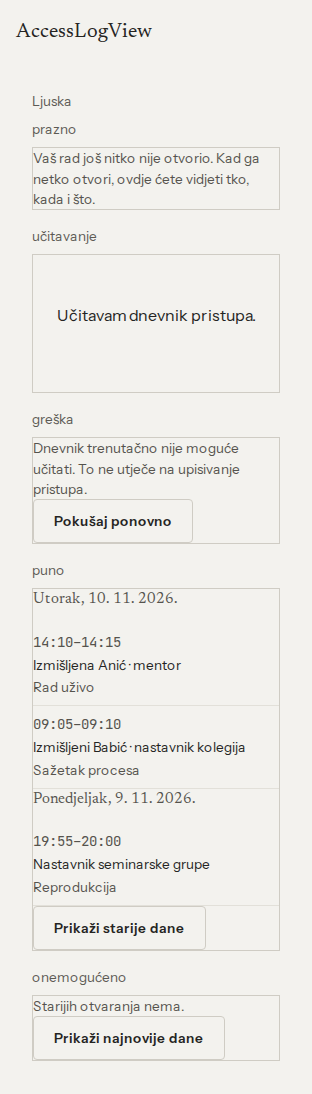 AccessLogView
Ljuska
prazno
Vaš rad još nitko nije otvorio. Kad ga
netko otvori, ovdje ćete vidjeti tko,
kada i što.
učitavanje
Učitavam dnevnik pristupa.
greška
Dnevnik trenutačno nije moguće
učitati. To ne utječe na upisivanje
pristupa.
Pokušaj ponovno
puno
Utorak, 10. 11. 2026.
14:10–14:15
Izmišljena Anić · mentor
Rad uživo
09:05–09:10
Izmišljeni Babić · nastavnik kolegija
Sažetak procesa
Ponedjeljak, 9. 11. 2026.
19:55–20:00
Nastavnik seminarske grupe
Reprodukcija
Prikaži starije dane
onemogućeno
Starijih otvaranja nema.
Prikaži najnovije dane